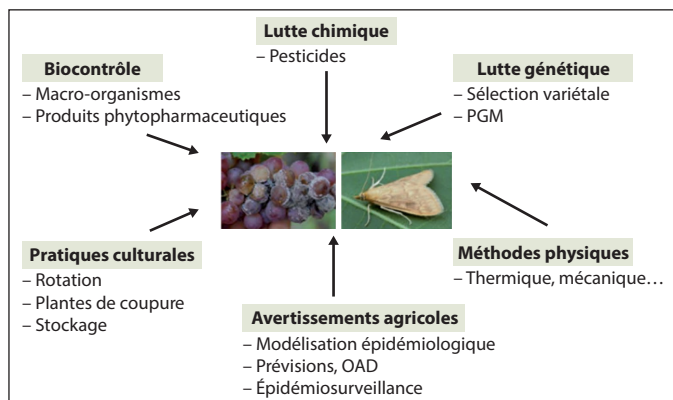 Lutte chimique
– Pesticides
Biocontrôle
– Macro-organismes
– Produits phytopharmaceutiques
Lutte génétique
– Sélection variétale
– PGM
Pratiques culturales
– Rotation
– Plantes de coupure
– Stockage
Méthodes physiques
– Thermique, mécanique…
Avertissements agricoles
– Modélisation épidémiologique
– Prévisions, OAD
– Épidémiosurveillance